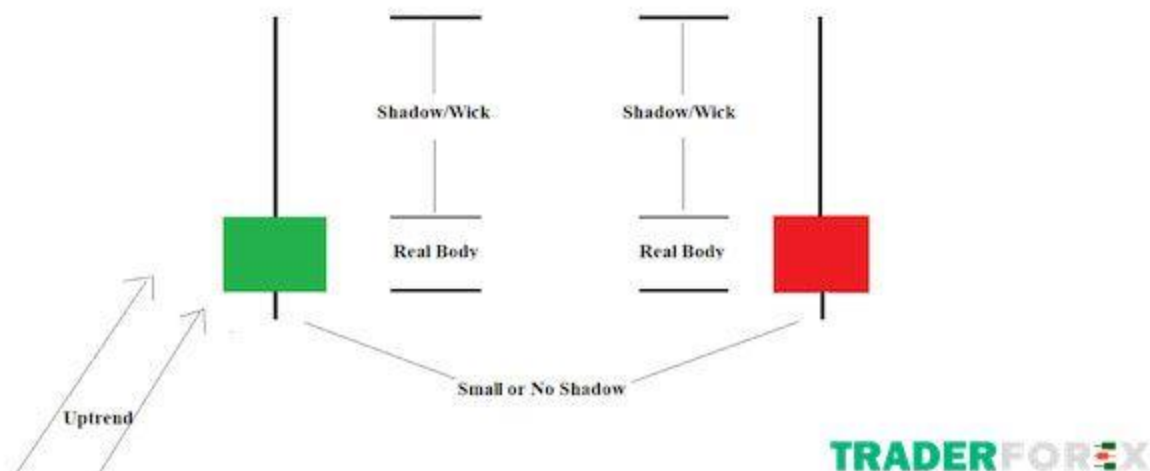 Shadow/Wick
Shadow/Wick
Real Body
Real Body
Small or No Shadow
Uptrend
TRADERFOREX